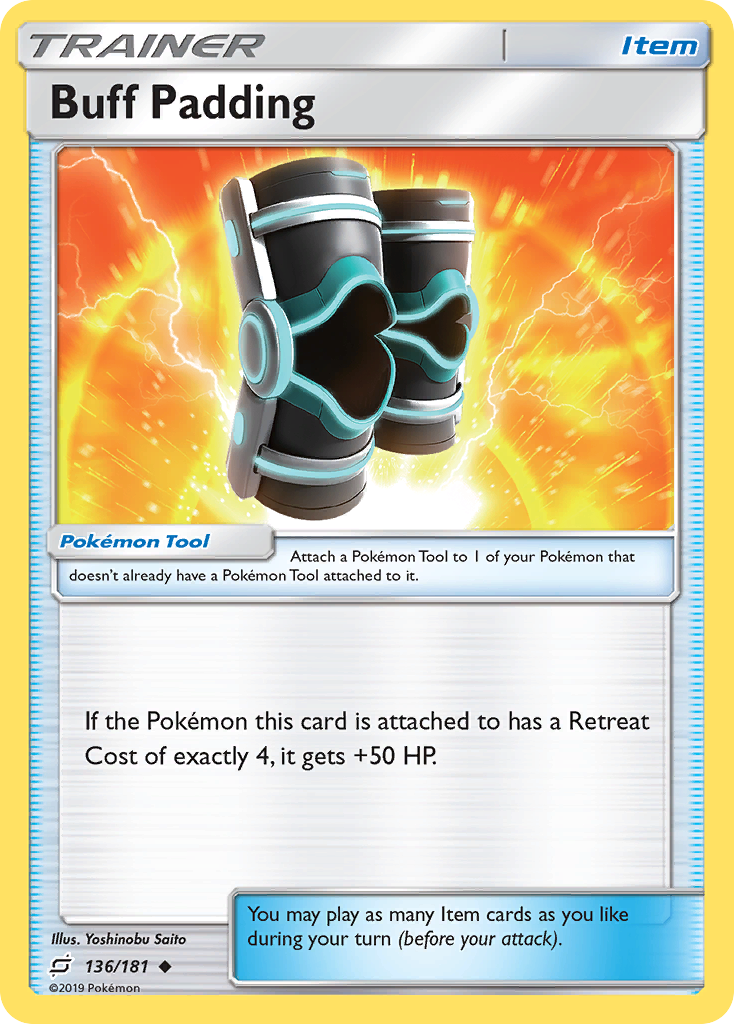 TRAINER
Item
Buff Padding
Pokémon Tool
Attach a Pokémon Tool to 1 of your Pokémon that
doesn't already have a Pokémon Tool attached to it.
If the Pokémon this card is attached to has a Retreat
Cost of exactly 4, it gets +50 HP.
You may play as many Item cards as you like
during your turn (before your attack).
Illus. Yoshinobu Saito
136/181
©2019 Pokémon